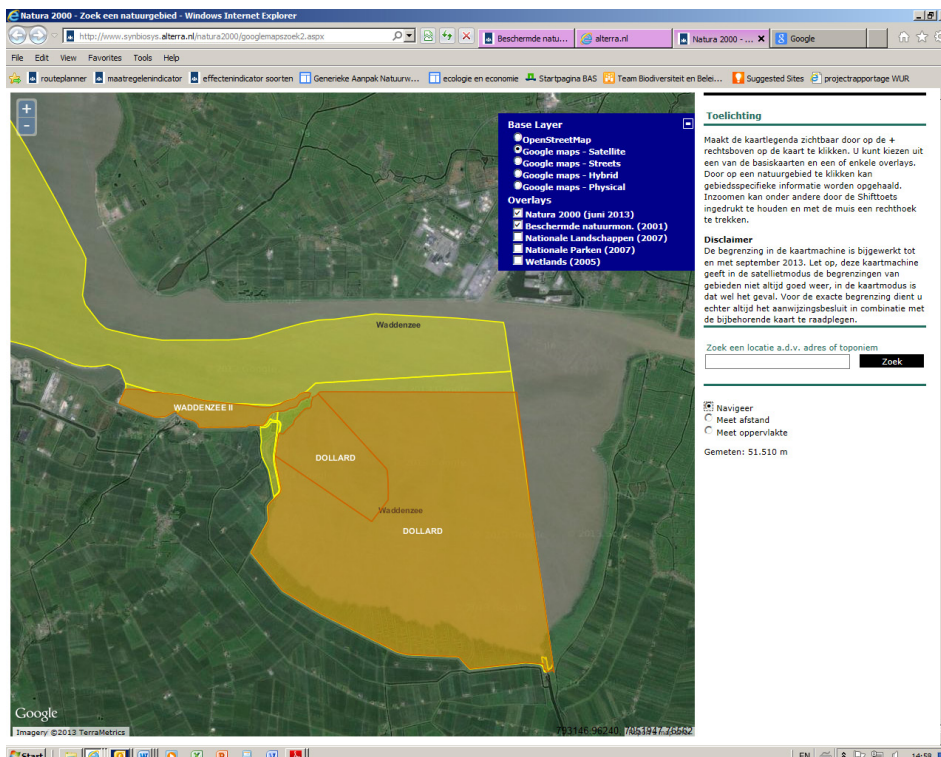 Natura 2000 - Zoek een natuurgebied - Windows Internet Explorer
http://www.synbiosys.alterra.nl/natura2000/googlemapszoek2.aspx
Beschermde natu...
alterra.nl
Natura 2000 - ...
Google
File Edit View Favorites Tools Help
routeplanner maatregelenindicator effectenindicator soorten Generieke Aanpak Natuurw... ecologie en economie Startpagina BAS Team Biodiversiteit en Belei... Suggested Sites projectrapportage WUR
+
-
Base Layer
OpenStreetMap
Google maps - Satellite
Google maps - Streets
Google maps - Hybrid
Google maps - Physical
Overlays
Natura 2000 (juni 2013)
Beschermde natuurmon. (2001)
Nationale Landschappen (2007)
Nationale Parken (2007)
Wetlands (2005)
Waddenzee
WADDENZEE II
DOLLARD
Waddenzee
DOLLARD
Google
Imagery ©2013 TerraMetrics
Toelichting
Maakt de kaartlegenda zichtbaar door op de +
rechtsboven op de kaart te klikken. U kunt kiezen uit
een van de basiskaarten en een of enkele overlays.
Door op een natuurgebied te klikken kan
gebiedsspecifieke informatie worden opgehaald.
Inzoomen kan onder andere door de Shifttoets
ingedrukt te houden en met de muis een rechthoek
te trekken.
Disclaimer
De begrenzing in de kaartmachine is bijgewerkt tot
en met september 2013. Let op, deze kaartmachine
geeft in de satellietmodus de begrenzingen van
gebieden niet altijd goed weer, in de kaartmodus is
dat wel het geval. Voor de exacte begrenzing dient u
echter altijd het aanwijzingsbesluit in combinatie met
de bijbehorende kaart te raadplegen.
Zoek een locatie a.d.v. adres of toponiem
Zoek
Navigeer
Meet afstand
Meet oppervlakte
Gemeten: 51.510 m
Start
EN
14:58